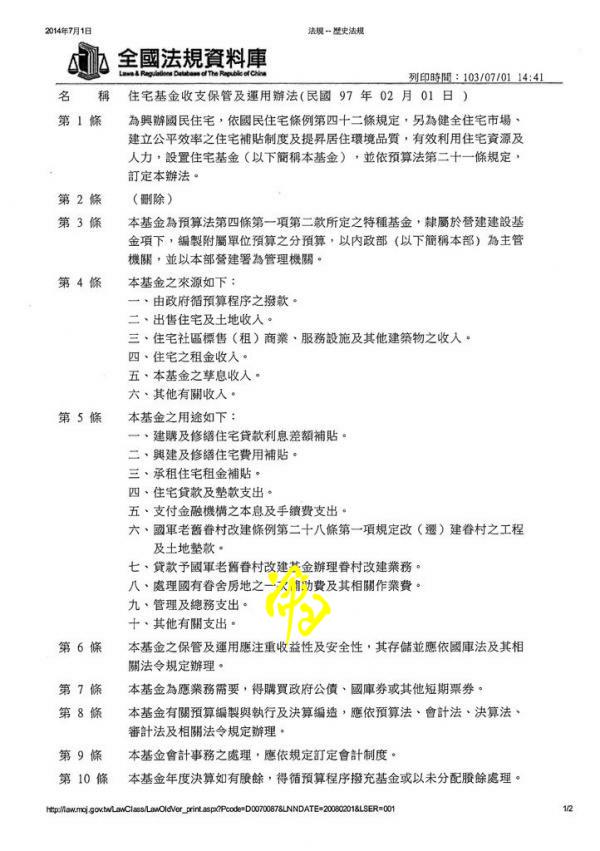 2014年7月1日
法規 -- 歷史法規
全國法規資料庫
Laws & Regulations Database of The Republic of China
列印時間：103/07/01 14:41
名 稱 住宅基金收支保管及運用辦法(民國 97 年 02 月 01 日 )
第 1 條 為興辦國民住宅，依國民住宅條例第四十二條規定，另為健全住宅市場、
建立公平效率之住宅補貼制度及提昇居住環境品質，有效利用住宅資源及
人力，設置住宅基金（以下簡稱本基金），並依預算法第二十一條規定，
訂定本辦法。
第 2 條 （刪除）
第 3 條 本基金為預算法第四條第一項第二款所定之特種基金，隸屬於營建建設基
金項下，編製附屬單位預算之分預算，以內政部 (以下簡稱本部) 為主管
機關，並以本部營建署為管理機關。
第 4 條 本基金之來源如下：
一、由政府循預算程序之撥款。
二、出售住宅及土地收入。
三、住宅社區標售（租）商業、服務設施及其他建築物之收入。
四、住宅之租金收入。
五、本基金之孳息收入。
六、其他有關收入。
第 5 條 本基金之用途如下：
一、建購及修繕住宅貸款利息差額補貼。
二、興建及修繕住宅費用補貼。
三、承租住宅租金補貼。
四、住宅貸款及墊款支出。
五、支付金融機構之本息及手續費支出。
六、國軍老舊眷村改建條例第二十八條第一項規定改（遷）建眷村之工程
及土地墊款。
七、貸款予國軍老舊眷村改建基金辦理眷村改建業務。
八、處理國有眷舍房地之一次補助費及其相關作業費。
九、管理及總務支出。
十、其他有關支出。
第 6 條 本基金之保管及運用應注重收益性及安全性，其存儲並應依國庫法及其相
關法令規定辦理。
第 7 條 本基金為應業務需要，得購買政府公債、國庫券或其他短期票券。
第 8 條 本基金有關預算編製與執行及決算編造，應依預算法、會計法、決算法、
審計法及相關法令規定辦理。
第 9 條 本基金會計事務之處理，應依規定訂定會計制度。
第 10 條 本基金年度決算如有賸餘，得循預算程序撥充基金或以未分配賸餘處理。
http://law.moj.gov.tw/LawClass/LawOldVer_print.aspx?Pcode=D0070087&LNNDATE=20080201&LSER=001
1/2